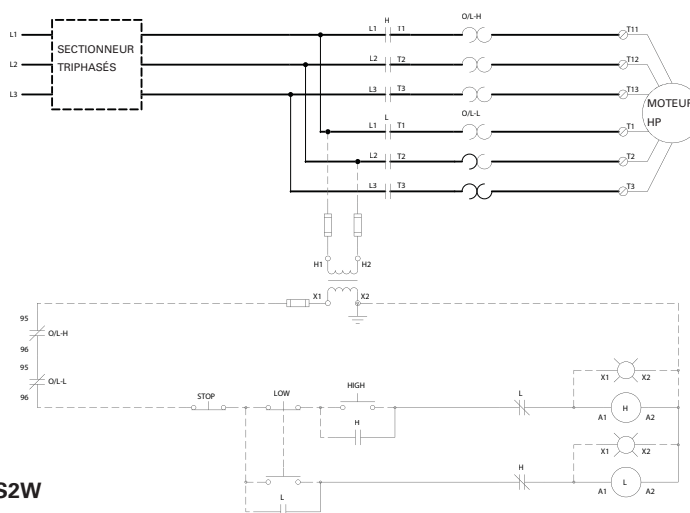 H
O/L-H
L1
L1
T1
T11
SECTIONNEUR
TRIPHASÉS
L2
L2
T2
T12
L3
L3
T3
T13
MOTEUR
HP
L
O/L-L
L1
T1
T1
L2
T2
T2
L3
T3
T3
H1
H2
X1
X2
95
O/L-H
96
95
O/L-L
96
STOP
LOW
HIGH
H
L
X1
X2
H
A1
A2
L
H
X1
X2
L
A1
A2
S2W